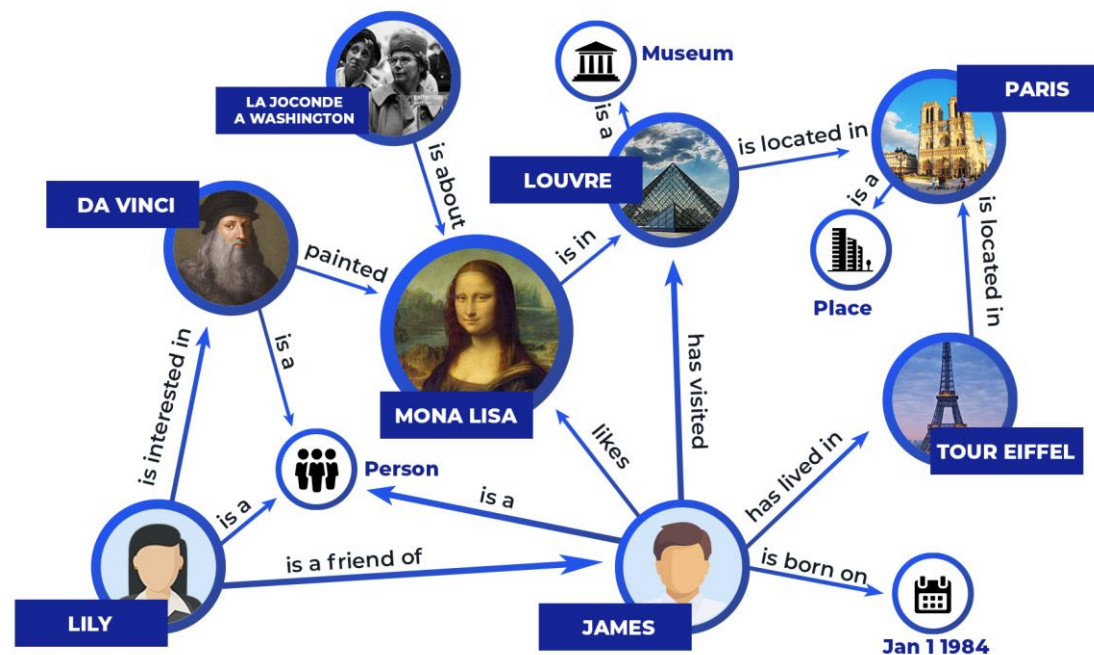 Museum
PARIS
LA JOCONDE
A WASHINGTON
is a
is located in
LOUVRE
is about
is a
DA VINCI
is located in
painted
is in
Place
is a
is interested in
has visited
MONA LISA
likes
TOUR EIFFEL
Person
has lived in
is a
is a
is a friend of
is born on
LILY
JAMES
Jan 1 1984